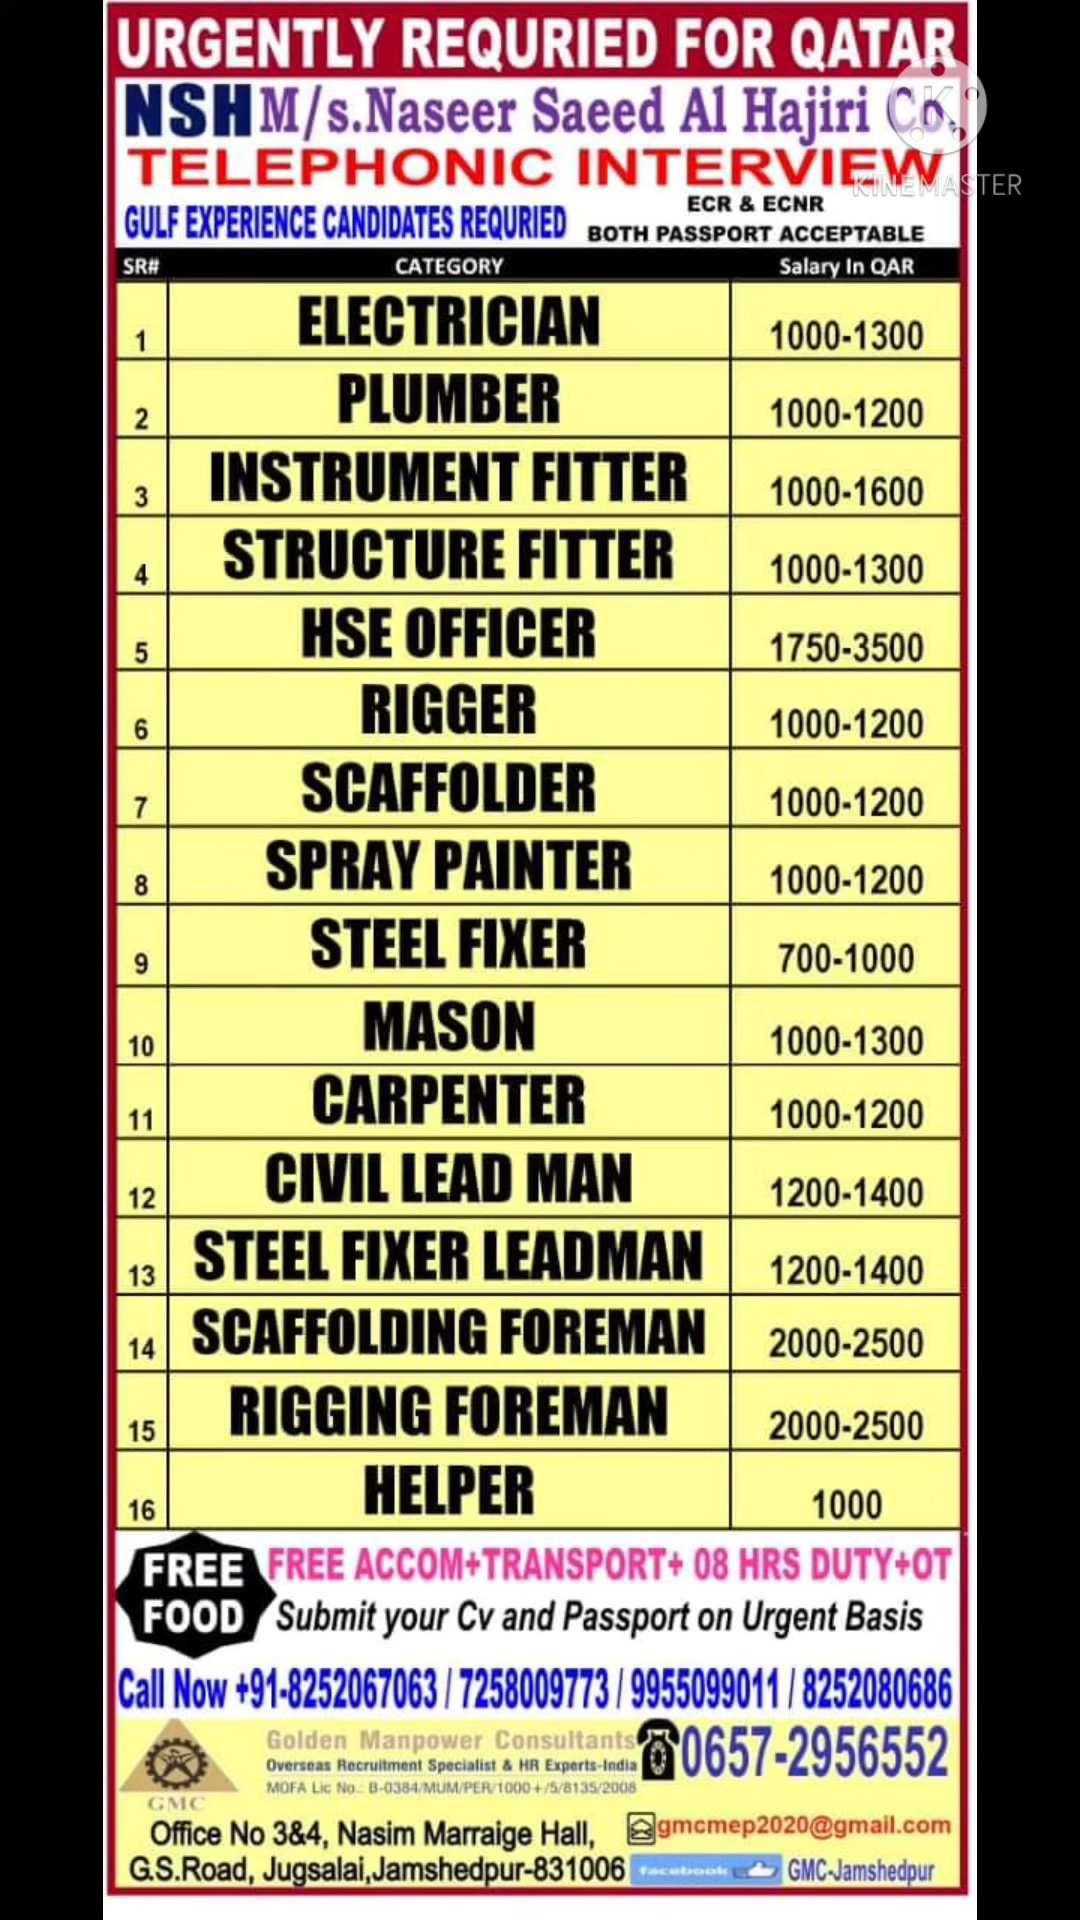 URGENTLY REQURIED FOR QATAR
NSH M/s.Naseer Saeed Al Hajiri Co.
TELEPHONIC INTERVIEW
KINEMASTER
GULF EXPERIENCE CANDIDATES REQURIED
ECR & ECNR
BOTH PASSPORT ACCEPTABLE
SR# CATEGORY Salary In QAR
1 ELECTRICIAN 1000-1300
2 PLUMBER 1000-1200
3 INSTRUMENT FITTER 1000-1600
4 STRUCTURE FITTER 1000-1300
5 HSE OFFICER 1750-3500
6 RIGGER 1000-1200
7 SCAFFOLDER 1000-1200
8 SPRAY PAINTER 1000-1200
9 STEEL FIXER 700-1000
10 MASON 1000-1300
11 CARPENTER 1000-1200
12 CIVIL LEAD MAN 1200-1400
13 STEEL FIXER LEADMAN 1200-1400
14 SCAFFOLDING FOREMAN 2000-2500
15 RIGGING FOREMAN 2000-2500
16 HELPER 1000
FREE FOOD
FREE ACCOM+TRANSPORT+ 08 HRS DUTY+OT
Submit your Cv and Passport on Urgent Basis
Call Now +91-8252067063 / 7258009773 / 9955099011 / 8252080686
GMC
Golden Manpower Consultants
Overseas Recruitment Specialist & HR Experts-India
MOFA Lic No.: B-0384/MUM/PER/1000+/5/8135/2008
0657-2956552
Office No 3&4, Nasim Marraige Hall,
G.S.Road, Jugsalai,Jamshedpur-831006
gmcmep2020@gmail.com
facebook GMC-Jamshedpur